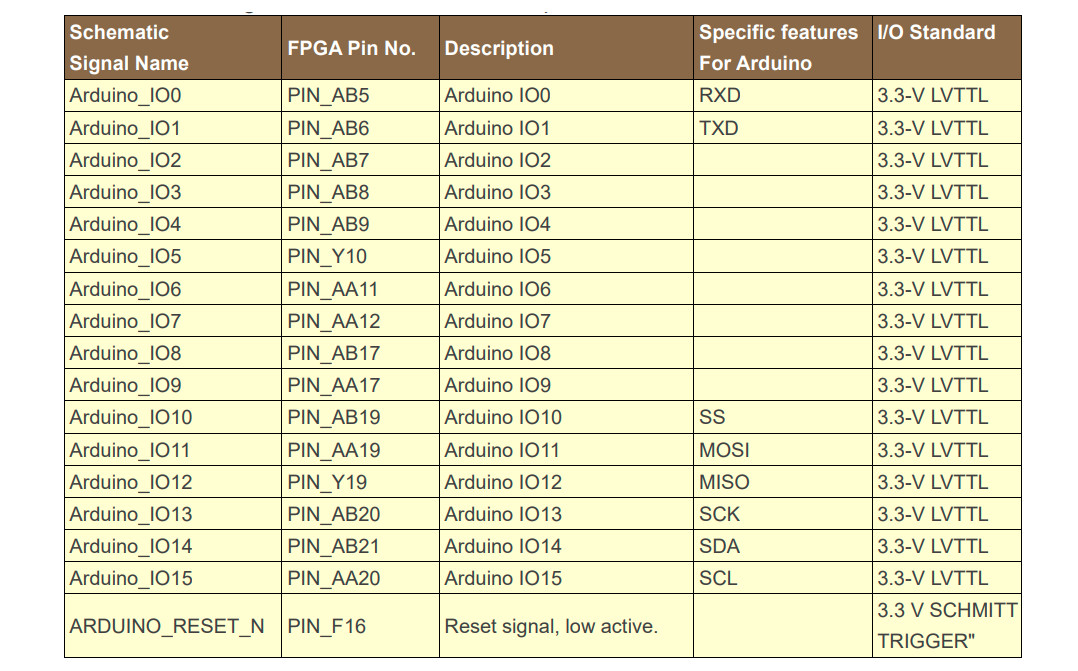 Schematic Signal Name FPGA Pin No. Description Specific features For Arduino I/O Standard
Arduino_IO0 PIN_AB5 Arduino IO0 RXD 3.3-V LVTTL
Arduino_IO1 PIN_AB6 Arduino IO1 TXD 3.3-V LVTTL
Arduino_IO2 PIN_AB7 Arduino IO2 3.3-V LVTTL
Arduino_IO3 PIN_AB8 Arduino IO3 3.3-V LVTTL
Arduino_IO4 PIN_AB9 Arduino IO4 3.3-V LVTTL
Arduino_IO5 PIN_Y10 Arduino IO5 3.3-V LVTTL
Arduino_IO6 PIN_AA11 Arduino IO6 3.3-V LVTTL
Arduino_IO7 PIN_AA12 Arduino IO7 3.3-V LVTTL
Arduino_IO8 PIN_AB17 Arduino IO8 3.3-V LVTTL
Arduino_IO9 PIN_AA17 Arduino IO9 3.3-V LVTTL
Arduino_IO10 PIN_AB19 Arduino IO10 SS 3.3-V LVTTL
Arduino_IO11 PIN_AA19 Arduino IO11 MOSI 3.3-V LVTTL
Arduino_IO12 PIN_Y19 Arduino IO12 MISO 3.3-V LVTTL
Arduino_IO13 PIN_AB20 Arduino IO13 SCK 3.3-V LVTTL
Arduino_IO14 PIN_AB21 Arduino IO14 SDA 3.3-V LVTTL
Arduino_IO15 PIN_AA20 Arduino IO15 SCL 3.3-V LVTTL
ARDUINO_RESET_N PIN_F16 Reset signal, low active. 3.3 V SCHMITT TRIGGER"